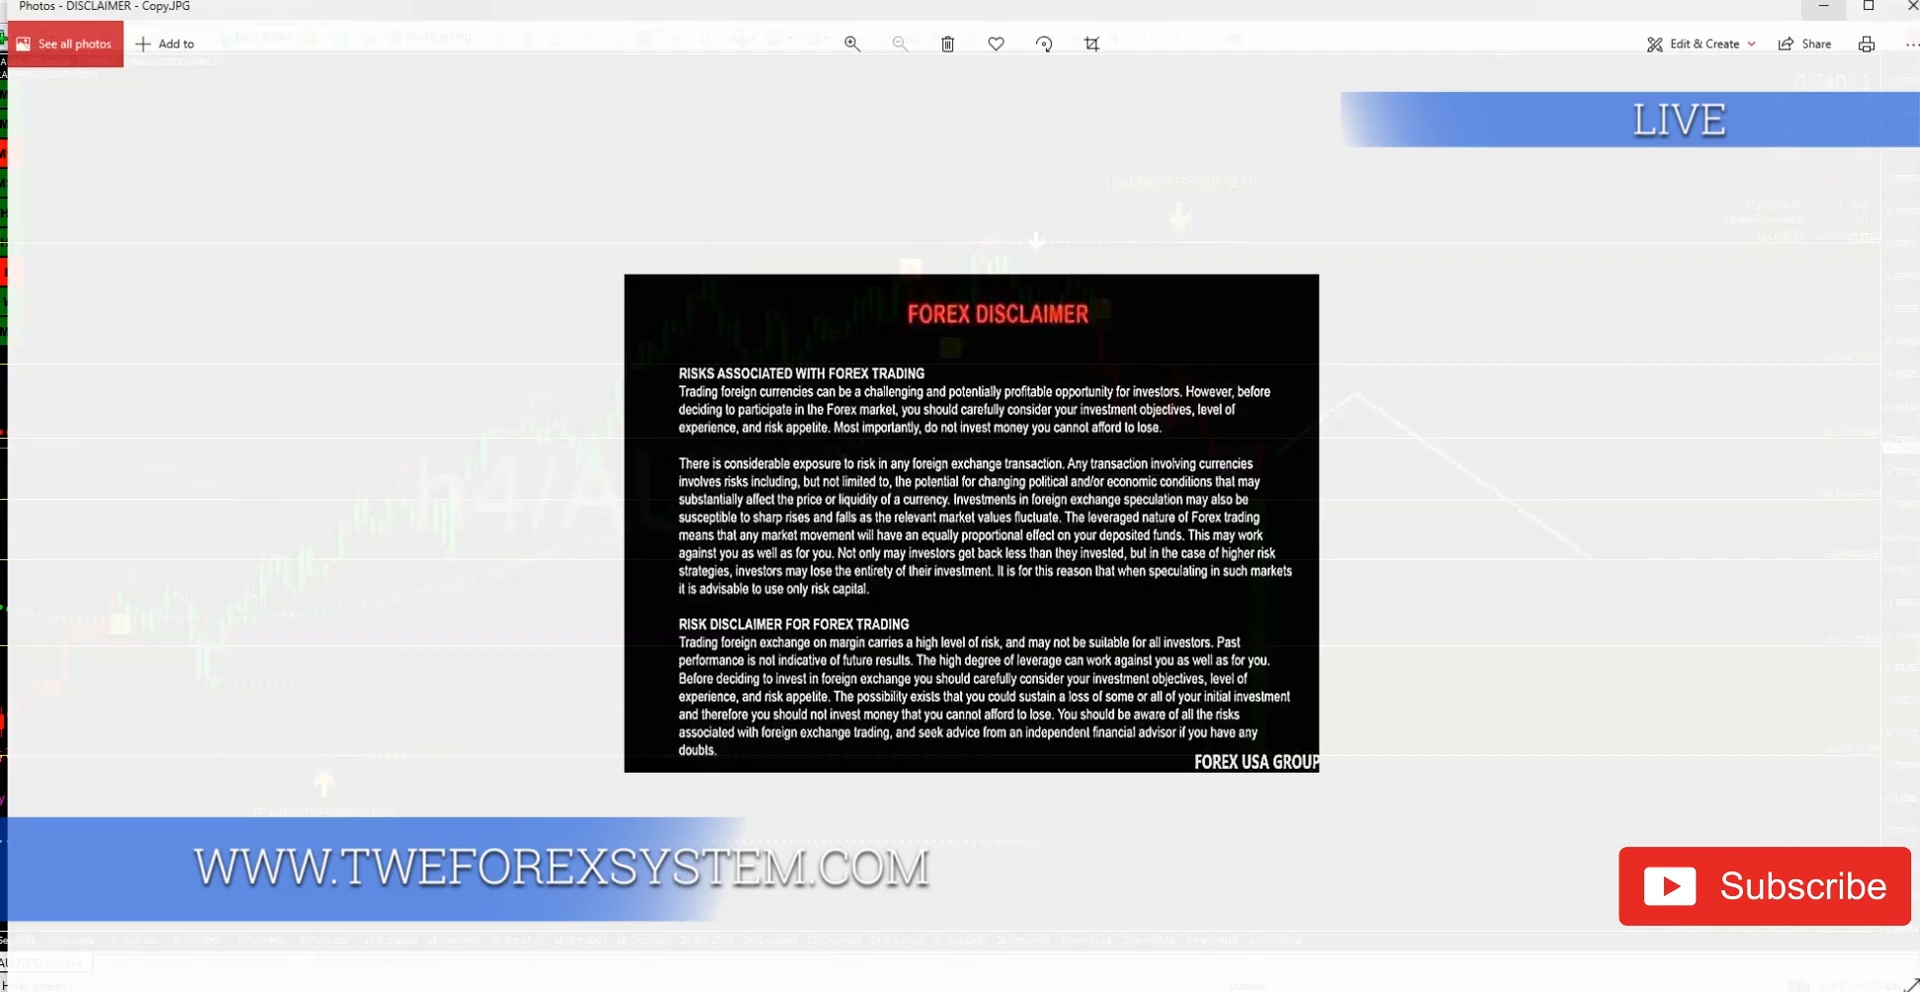 Photos - DISCLAIMER - Copy.JPG
See all photos
Add to
Edit & Create
Share
LIVE
FOREX DISCLAIMER
RISKS ASSOCIATED WITH FOREX TRADING
Trading foreign currencies can be a challenging and potentially profitable opportunity for investors. However, before
deciding to participate in the Forex market, you should carefully consider your investment objectives, level of
experience, and risk appetite. Most importantly, do not invest money you cannot afford to lose.
There is considerable exposure to risk in any foreign exchange transaction. Any transaction involving currencies
involves risks including, but not limited to, the potential for changing political and/or economic conditions that may
substantially affect the price or liquidity of a currency. Investments in foreign exchange speculation may also be
susceptible to sharp rises and falls as the relevant market values fluctuate. The leveraged nature of Forex trading
means that any market movement will have an equally proportional effect on your deposited funds. This may work
against you as well as for you. Not only may investors get back less than they invested, but in the case of higher risk
strategies, investors may lose the entirety of their investment. It is for this reason that when speculating in such markets
it is advisable to use only risk capital.
RISK DISCLAIMER FOR FOREX TRADING
Trading foreign exchange on margin carries a high level of risk, and may not be suitable for all investors. Past
performance is not indicative of future results. The high degree of leverage can work against you as well as for you.
Before deciding to invest in foreign exchange you should carefully consider your investment objectives, level of
experience, and risk appetite. The possibility exists that you could sustain a loss of some or all of your initial investment
and therefore you should not invest money that you cannot afford to lose. You should be aware of all the risks
associated with foreign exchange trading, and seek advice from an independent financial advisor if you have any
doubts.
FOREX USA GROUP
h4/AU
WWW.TWEFOREXSYSTEM.COM
Subscribe